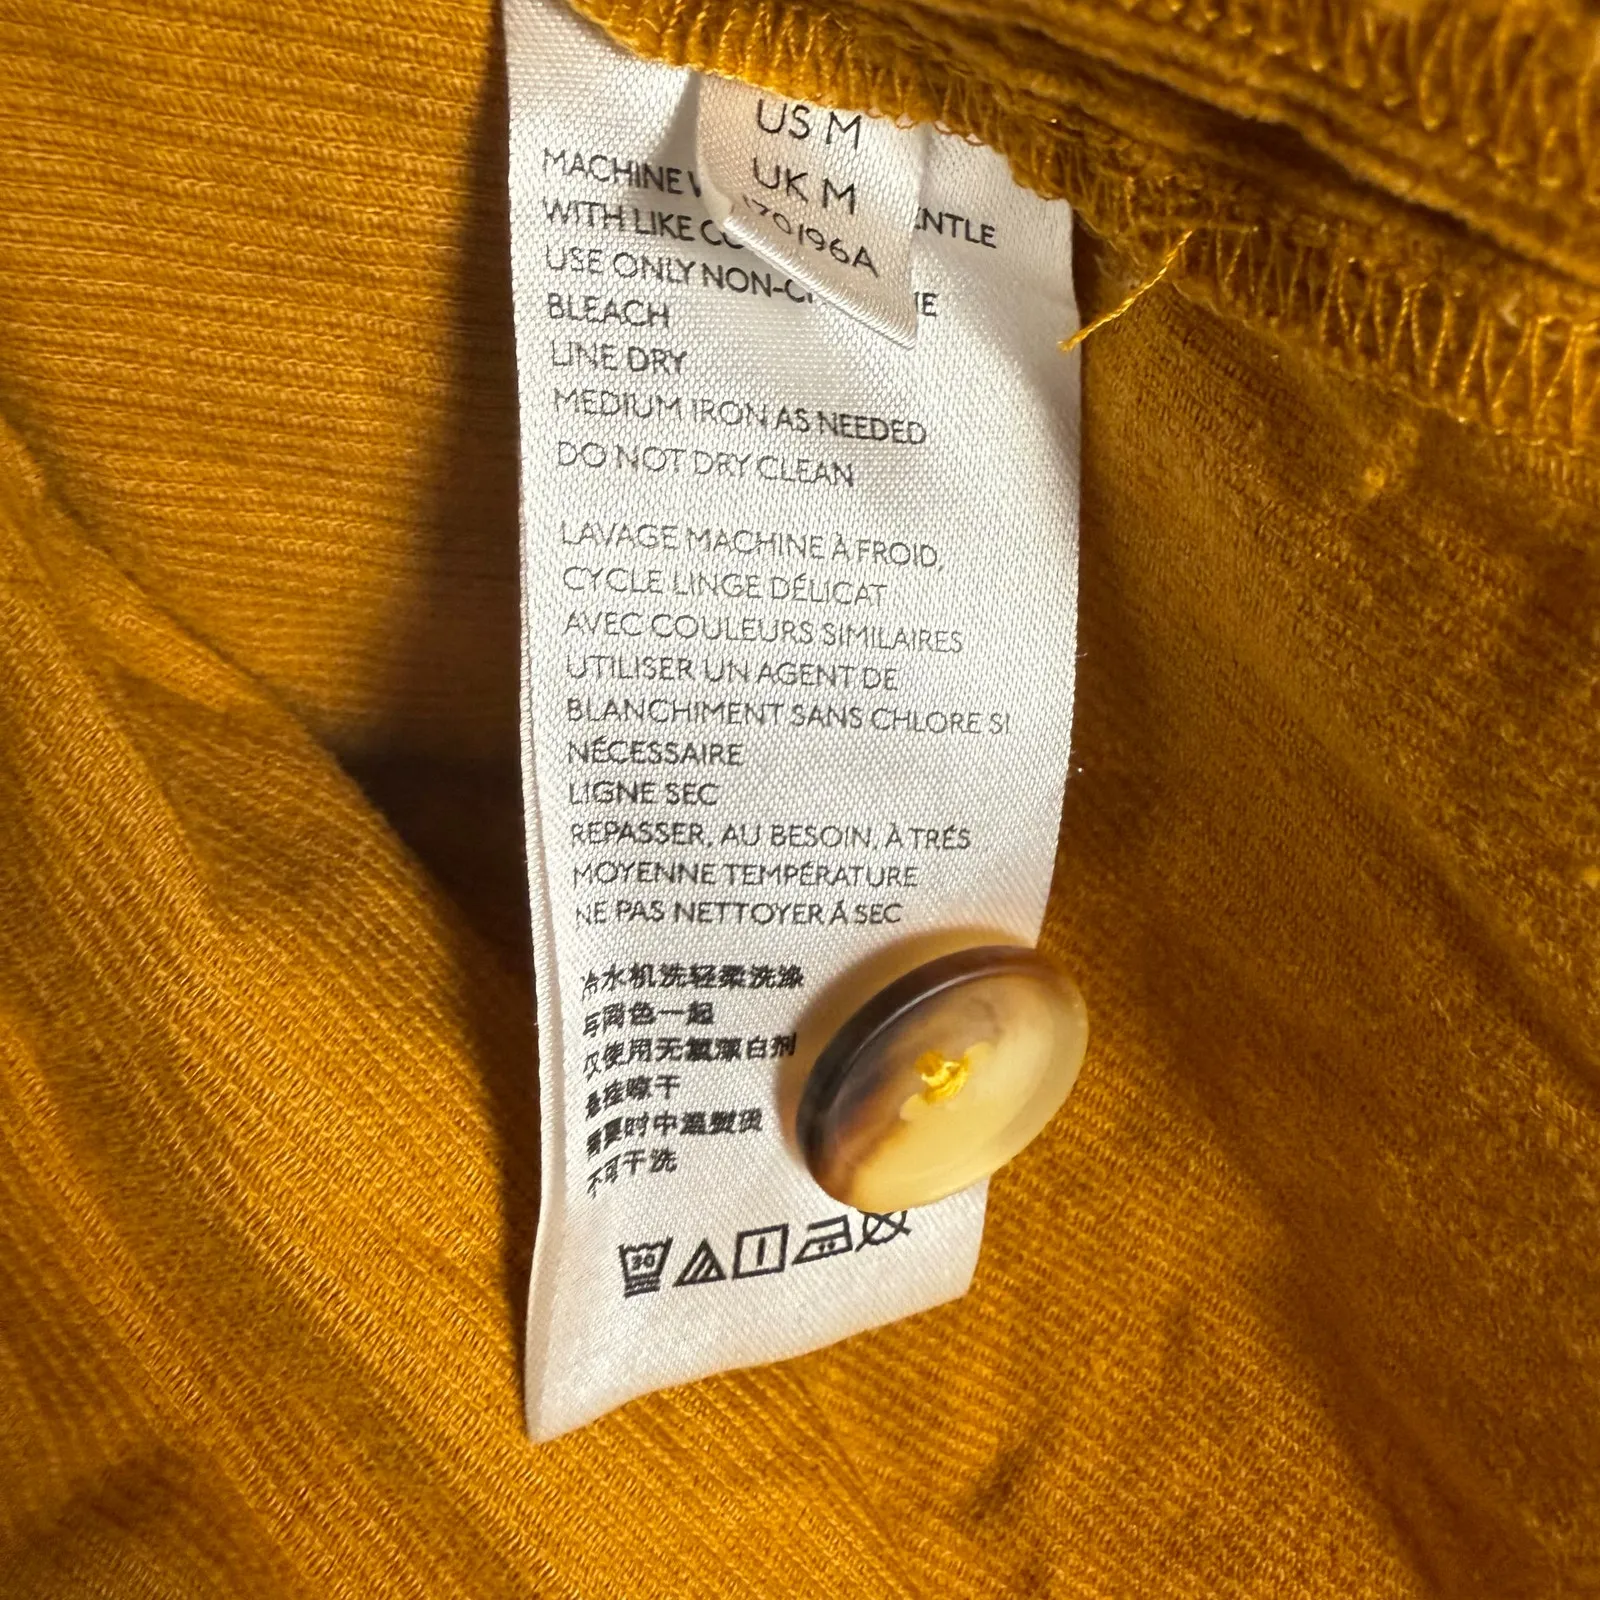 US M
UK M
170196A
MACHINE
WITH LIKE
USE ONLY NON-
BLEACH
LINE DRY
MEDIUM IRON AS NEEDED
DO NOT DRY CLEAN
LAVAGE MACHINE À FROID,
CYCLE LINGE DÉLICAT
AVEC COULEURS SIMILAIRES
UTILISER UN AGENT DE
BLANCHIMENT SANS CHLORE SI
NÉCESSAIRE
LIGNE SEC
REPASSER, AU BESOIN, À TRÉS
MOYENNE TEMPÉRATURE
NE PAS NETTOYER À SEC
冷水机洗轻柔洗涤
与同色一起
仅使用无氯漂白剂
悬挂晾干
需要时中温熨烫
不可干洗
30